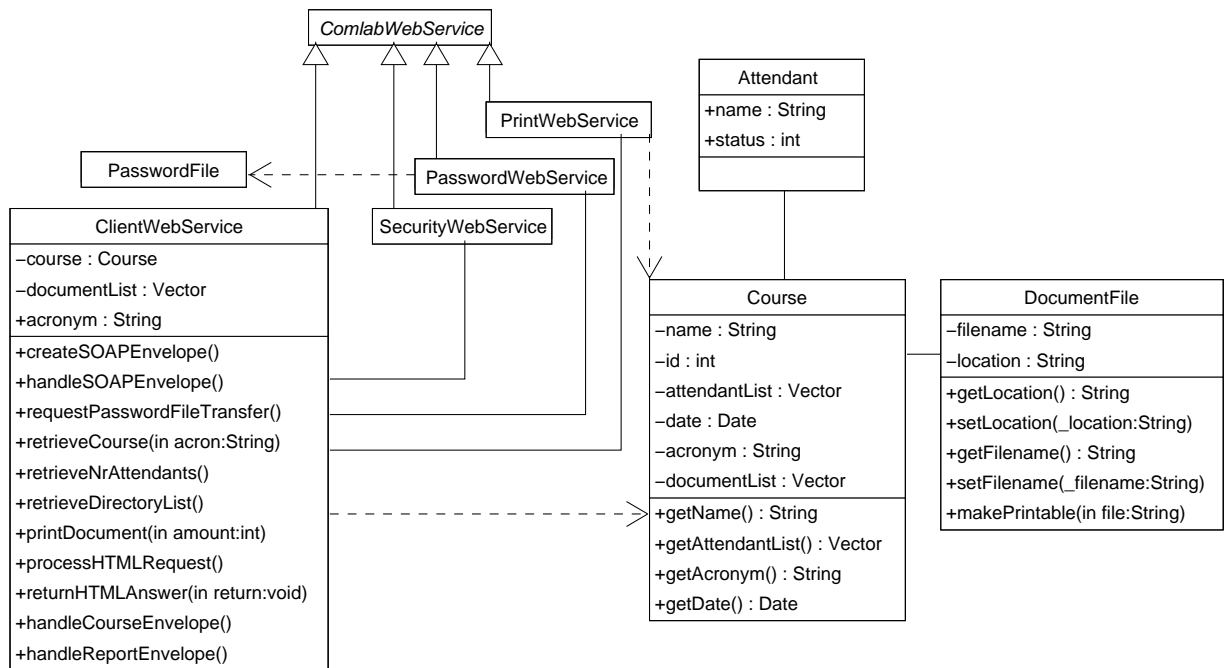 ComlabWebService
Attendant
+name : String
+status : int
PrintWebService
PasswordFile
PasswordWebService
ClientWebService
−course : Course
−documentList : Vector
+acronym : String
+createSOAPEnvelope()
+handleSOAPEnvelope()
+requestPasswordFileTransfer()
+retrieveCourse(in acron:String)
+retrieveNrAttendants()
+retrieveDirectoryList()
+printDocument(in amount:int)
+processHTMLRequest()
+returnHTMLAnswer(in return:void)
+handleCourseEnvelope()
+handleReportEnvelope()
SecurityWebService
Course
−name : String
−id : int
−attendantList : Vector
−date : Date
−acronym : String
−documentList : Vector
+getName() : String
+getAttendantList() : Vector
+getAcronym() : String
+getDate() : Date
DocumentFile
−filename : String
−location : String
+getLocation() : String
+setLocation(_location:String)
+getFilename() : String
+setFilename(_filename:String)
+makePrintable(in file:String)